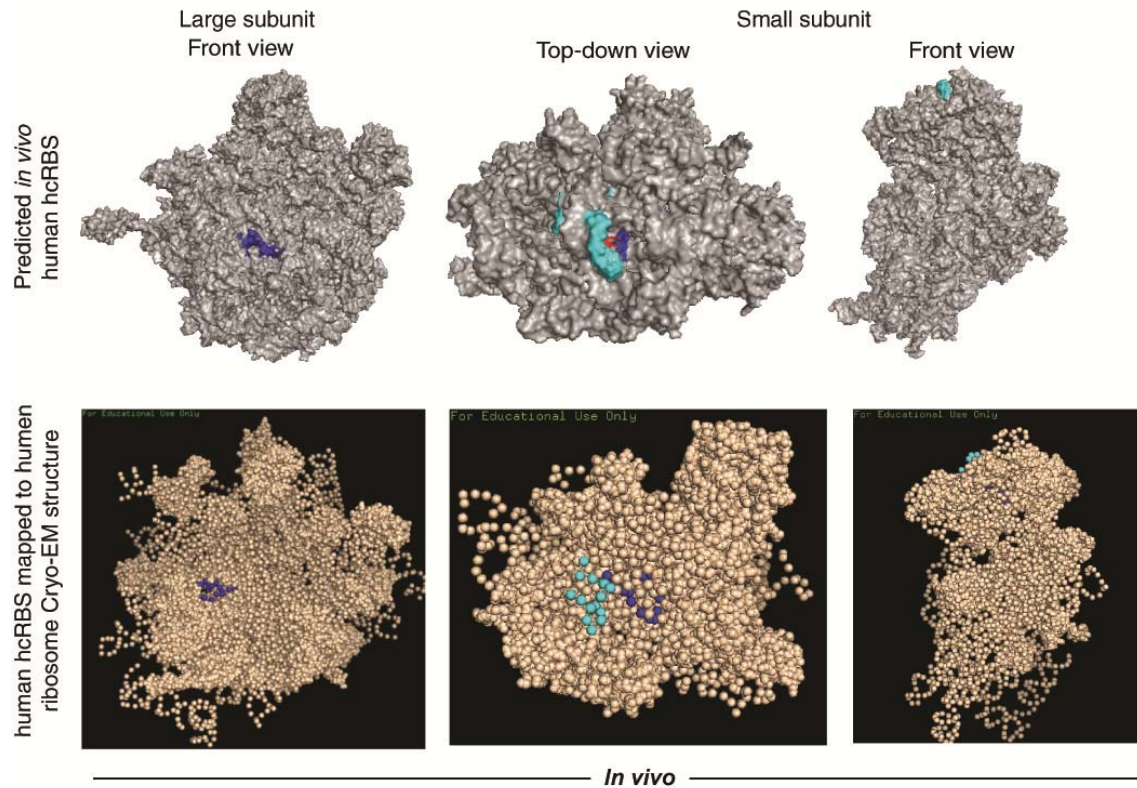 Large subunit
Front view
Small subunit
Top-down view
Front view
Predicted in vivo
human hcRBS
human hcRBS mapped to humen
ribosome Cryo-EM structure
For Educational Use Only
For Educational Use Only
For Educational Use Only
In vivo